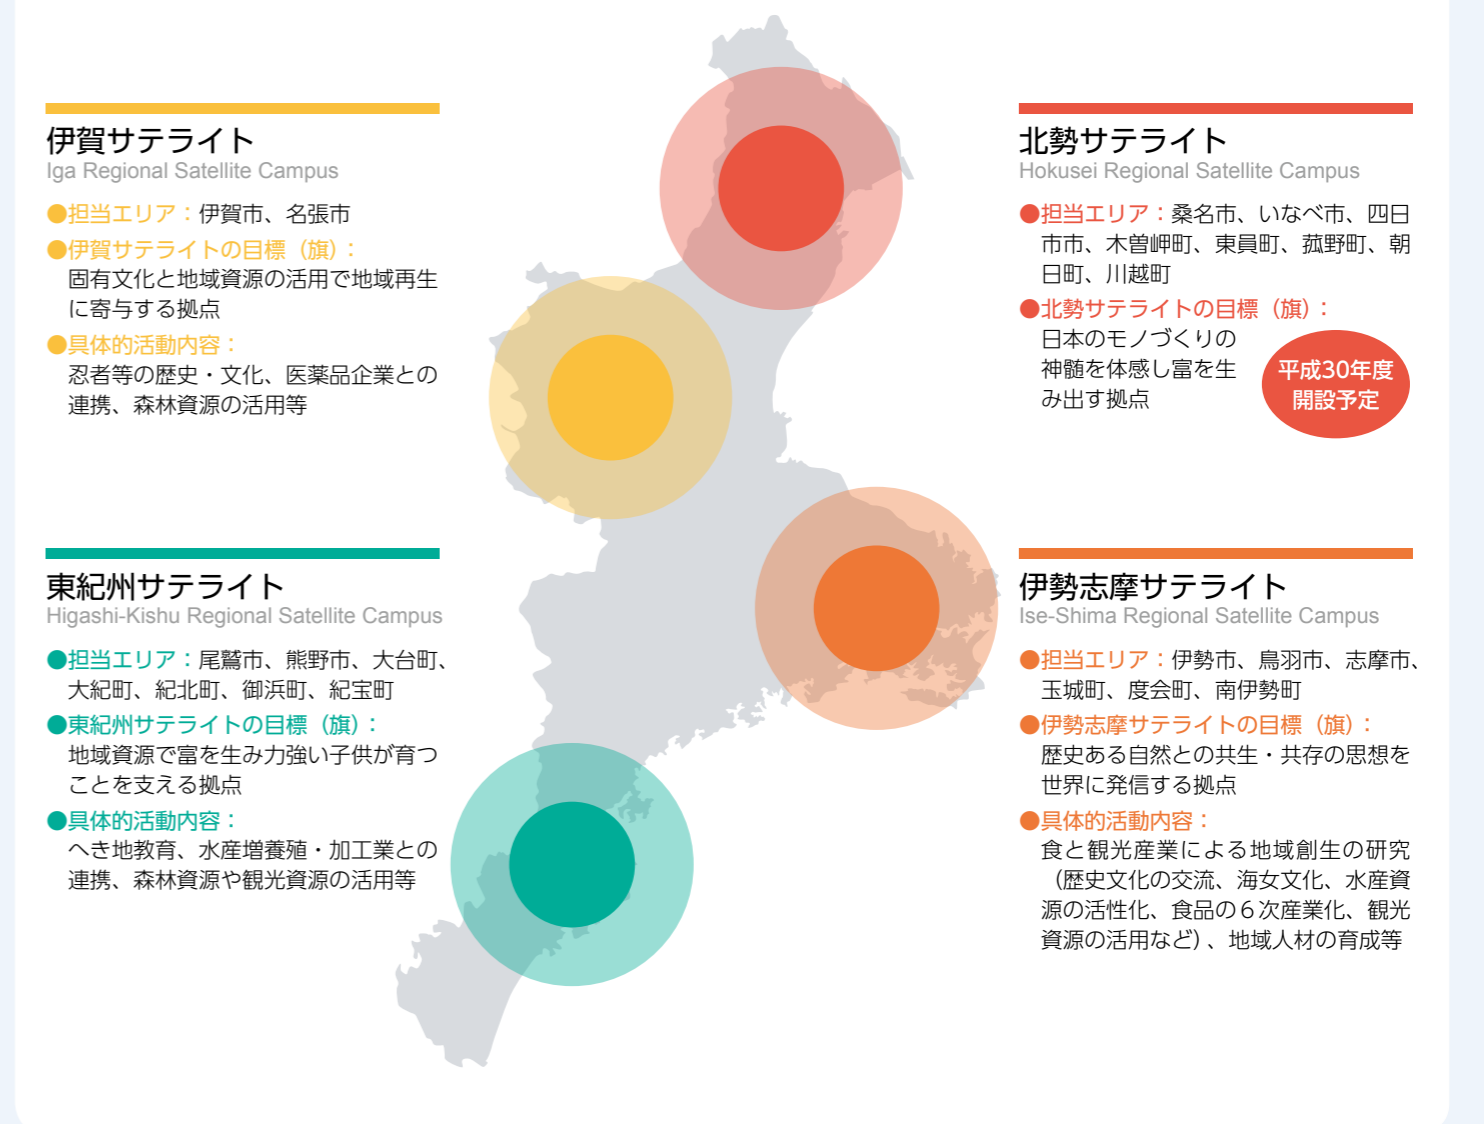 伊賀サテライト
Iga Regional Satellite Campus
●担当エリア：伊賀市、名張市
●伊賀サテライトの目標（旗）：
固有文化と地域資源の活用で地域再生
に寄与する拠点
●具体的活動内容：
忍者等の歴史・文化、医薬品企業との
連携、森林資源の活用等
北勢サテライト
Hokusei Regional Satellite Campus
●担当エリア：桑名市、いなべ市、四日
市市、木曽岬町、東員町、菰野町、朝
日町、川越町
●北勢サテライトの目標（旗）：
日本のモノづくりの
神髄を体感し富を生
み出す拠点
平成30年度
開設予定
東紀州サテライト
Higashi-Kishu Regional Satellite Campus
●担当エリア：尾鷲市、熊野市、大台町、
大紀町、紀北町、御浜町、紀宝町
●東紀州サテライトの目標（旗）：
地域資源で富を生み力強い子供が育つ
ことを支える拠点
●具体的活動内容：
へき地教育、水産増養殖・加工業との
連携、森林資源や観光資源の活用等
伊勢志摩サテライト
Ise-Shima Regional Satellite Campus
●担当エリア：伊勢市、鳥羽市、志摩市、
玉城町、度会町、南伊勢町
●伊勢志摩サテライトの目標（旗）：
歴史ある自然との共生・共存の思想を
世界に発信する拠点
●具体的活動内容：
食と観光産業による地域創生の研究
（歴史文化の交流、海女文化、水産資
源の活性化、食品の６次産業化、観光
資源の活用など）、地域人材の育成等